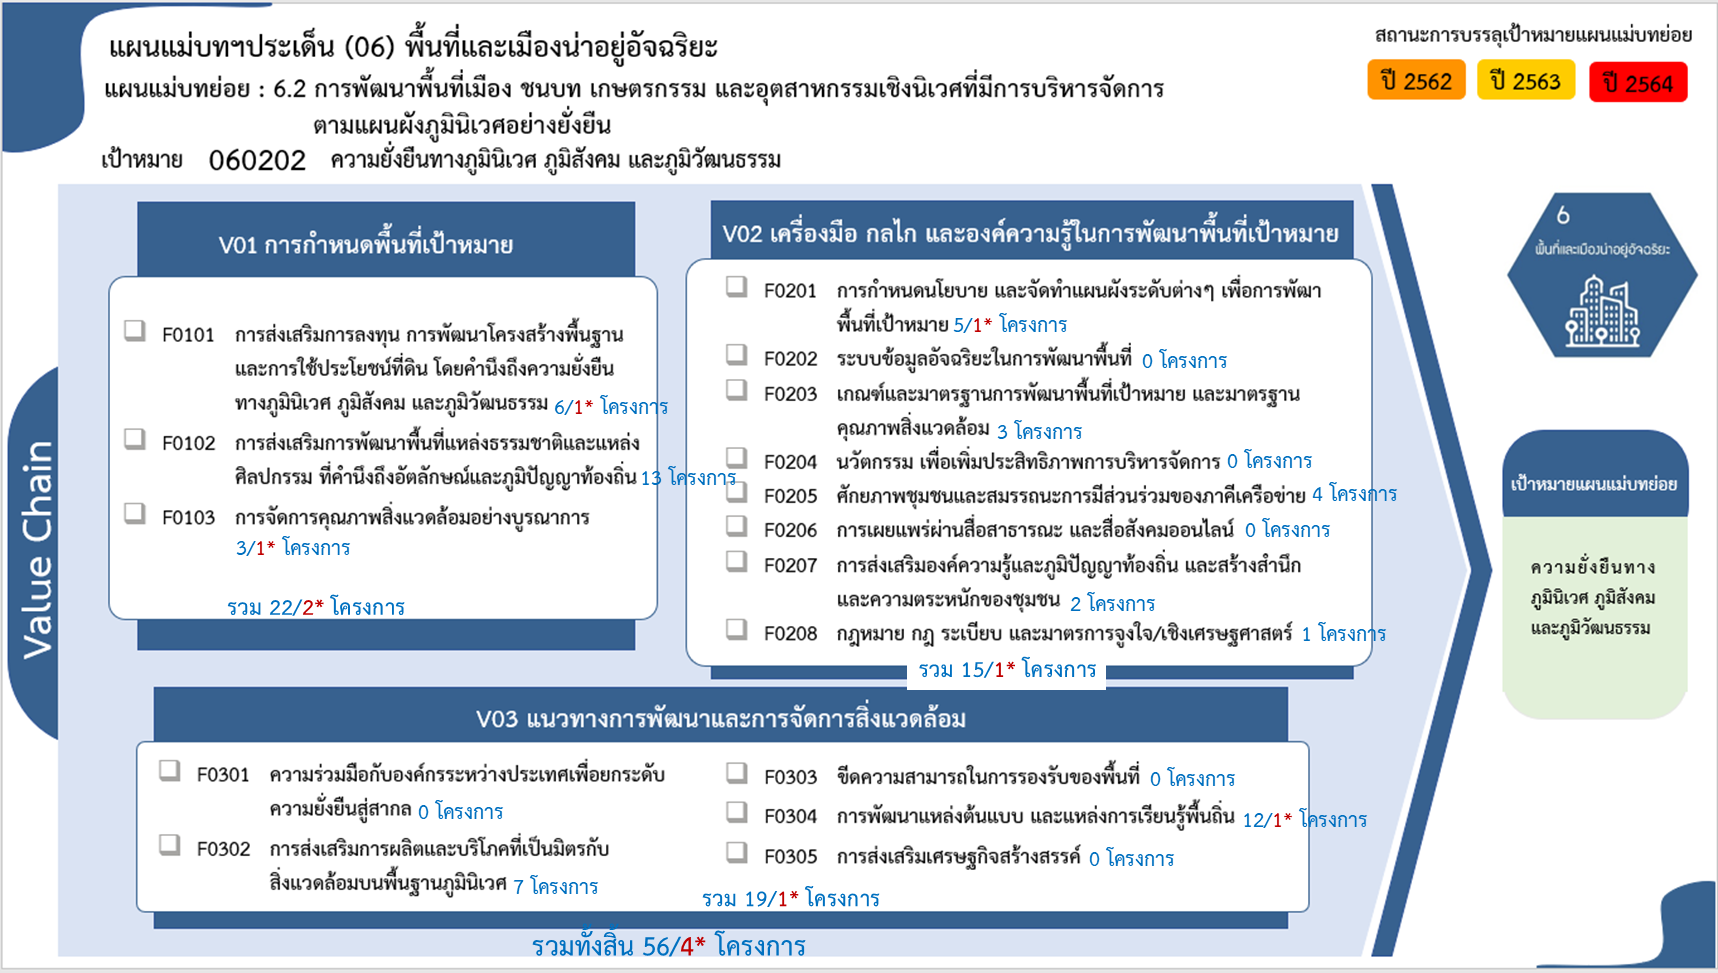 แผนแม่บทฯประเด็น (06) พื้นที่และเมืองน่าอยู่อัจฉริยะ
แผนแม่บทย่อย : 6.2 การพัฒนาพื้นที่เมือง ชนบท เกษตรกรรม และอุตสาหกรรมเชิงนิเวศที่มีการบริหารจัดการ
ตามแผนผังภูมินิเวศอย่างยั่งยืน
เป้าหมาย 060202 ความยั่งยืนทางภูมินิเวศ ภูมิสังคม และภูมิวัฒนธรรม
สถานะการบรรลุเป้าหมายแผนแม่บทย่อย
ปี 2562 ปี 2563 ปี 2564
Value Chain
V01 การกำหนดพื้นที่เป้าหมาย
F0101 การส่งเสริมการลงทุน การพัฒนาโครงสร้างพื้นฐาน
และการใช้ประโยชน์ที่ดิน โดยคำนึงถึงความยั่งยืน
ทางภูมินิเวศ ภูมิสังคม และภูมิวัฒนธรรม 6/1* โครงการ
F0102 การส่งเสริมการพัฒนาพื้นที่แหล่งธรรมชาติและแหล่ง
ศิลปกรรม ที่คำนึงถึงอัตลักษณ์และภูมิปัญญาท้องถิ่น 13 โครงการ
F0103 การจัดการคุณภาพสิ่งแวดล้อมอย่างบูรณาการ
3/1* โครงการ
รวม 22/2* โครงการ
V02 เครื่องมือ กลไก และองค์ความรู้ในการพัฒนาพื้นที่เป้าหมาย
F0201 การกำหนดนโยบาย และจัดทำแผนผังระดับต่างๆ เพื่อการพัฒา
พื้นที่เป้าหมาย 5/1* โครงการ
F0202 ระบบข้อมูลอัจฉริยะในการพัฒนาพื้นที่ 0 โครงการ
F0203 เกณฑ์และมาตรฐานการพัฒนาพื้นที่เป้าหมาย และมาตรฐาน
คุณภาพสิ่งแวดล้อม 3 โครงการ
F0204 นวัตกรรม เพื่อเพิ่มประสิทธิภาพการบริหารจัดการ 0 โครงการ
F0205 ศักยภาพชุมชนและสมรรถนะการมีส่วนร่วมของภาคีเครือข่าย 4 โครงการ
F0206 การเผยแพร่ผ่านสื่อสาธารณะ และสื่อสังคมออนไลน์ 0 โครงการ
F0207 การส่งเสริมองค์ความรู้และภูมิปัญญาท้องถิ่น และสร้างสำนึก
และความตระหนักของชุมชน 2 โครงการ
F0208 กฎหมาย กฎ ระเบียบ และมาตรการจูงใจ/เชิงเศรษฐศาสตร์ 1 โครงการ
รวม 15/1* โครงการ
V03 แนวทางการพัฒนาและการจัดการสิ่งแวดล้อม
F0301 ความร่วมมือกับองค์กรระหว่างประเทศเพื่อยกระดับ
ความยั่งยืนสู่สากล 0 โครงการ
F0302 การส่งเสริมการผลิตและบริโภคที่เป็นมิตรกับ
สิ่งแวดล้อมบนพื้นฐานภูมินิเวศ 7 โครงการ
F0303 ขีดความสามารถในการรองรับของพื้นที่ 0 โครงการ
F0304 การพัฒนาแหล่งต้นแบบ และแหล่งการเรียนรู้พื้นถิ่น 12/1* โครงการ
F0305 การส่งเสริมเศรษฐกิจสร้างสรรค์ 0 โครงการ
รวม 19/1* โครงการ
รวมทั้งสิ้น 56/4* โครงการ
6
พื้นที่และเมืองน่าอยู่อัจฉริยะ
เป้าหมายแผนแม่บทย่อย
ความยั่งยืนทาง
ภูมินิเวศ ภูมิสังคม
และภูมิวัฒนธรรม